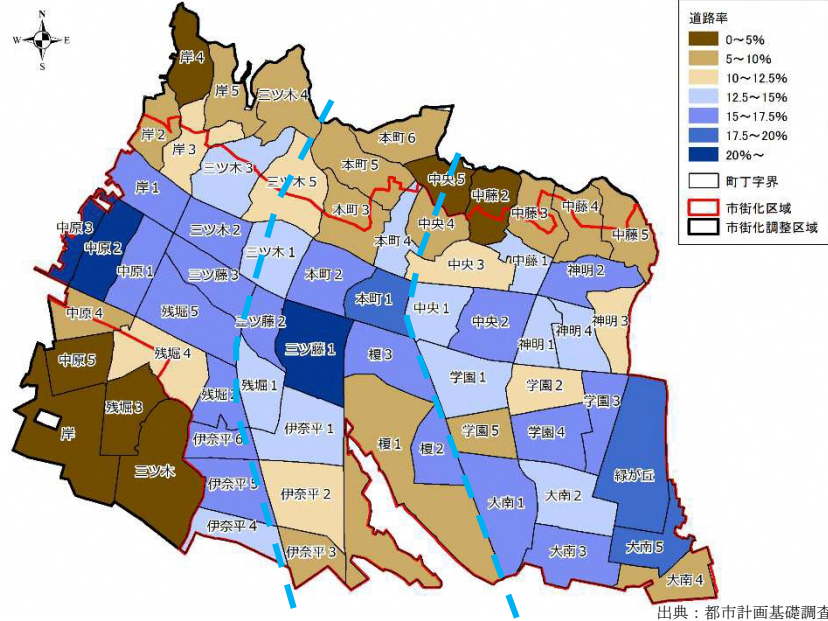 N
W
E
S
道路率
0～5%
5～10%
10～12.5%
12.5～15%
15～17.5%
17.5～20%
20%～
町丁字界
市街化区域
市街化調整区域
岸4
岸5
三ツ木4
岸2
岸3
三ツ木3
三ツ木5
本町6
本町5
中央5
中藤2
本町3
中央4
中藤3
中藤4
中藤5
岸1
中原3
中原2
中原1
三ツ木2
三ツ木1
本町4
中央3
中藤1
神明2
三ツ藤3
本町2
残堀5
三ツ藤2
本町1
中央1
中央2
神明1
神明4
神明3
中原4
三ツ藤1
榎3
残堀4
中原5
残堀1
学園1
学園2
学園3
残堀2
残堀3
岸
伊奈平6
伊奈平1
榎1
榎2
学園5
学園4
三ツ木
伊奈平5
伊奈平2
大南1
大南2
緑が丘
伊奈平4
伊奈平3
大南3
大南5
大南4
出典：都市計画基礎調査